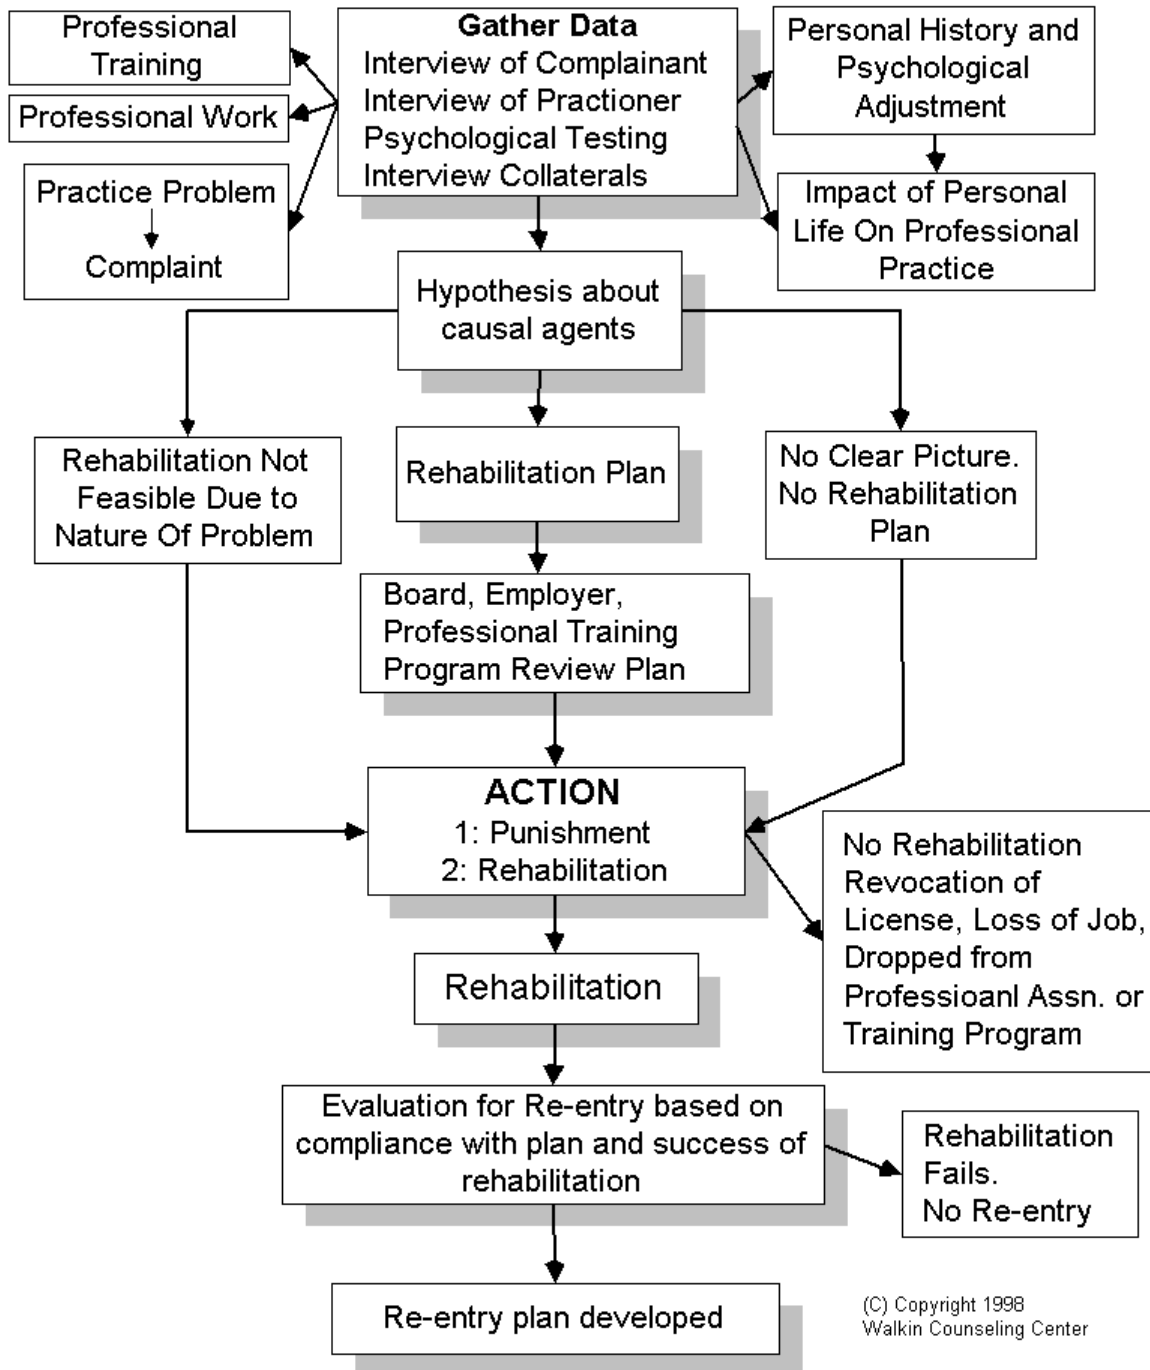 Professional
Training
Professional Work
Practice Problem
Complaint
Gather Data
Interview of Complainant
Interview of Practioner
Psychological Testing
Interview Collaterals
Personal History and
Psychological
Adjustment
Impact of Personal
Life On Professional
Practice
Hypothesis about
causal agents
Rehabilitation Not
Feasible Due to
Nature Of Problem
Rehabilitation Plan
No Clear Picture.
No Rehabilitation
Plan
Board, Employer,
Professional Training
Program Review Plan
ACTION
1: Punishment
2: Rehabilitation
No Rehabilitation
Revocation of
License, Loss of Job,
Dropped from
Professioanl Assn. or
Training Program
Rehabilitation
Evaluation for Re-entry based on
compliance with plan and success of
rehabilitation
Rehabilitation
Fails.
No Re-entry
Re-entry plan developed
(C) Copyright 1998
Walkin Counseling Center